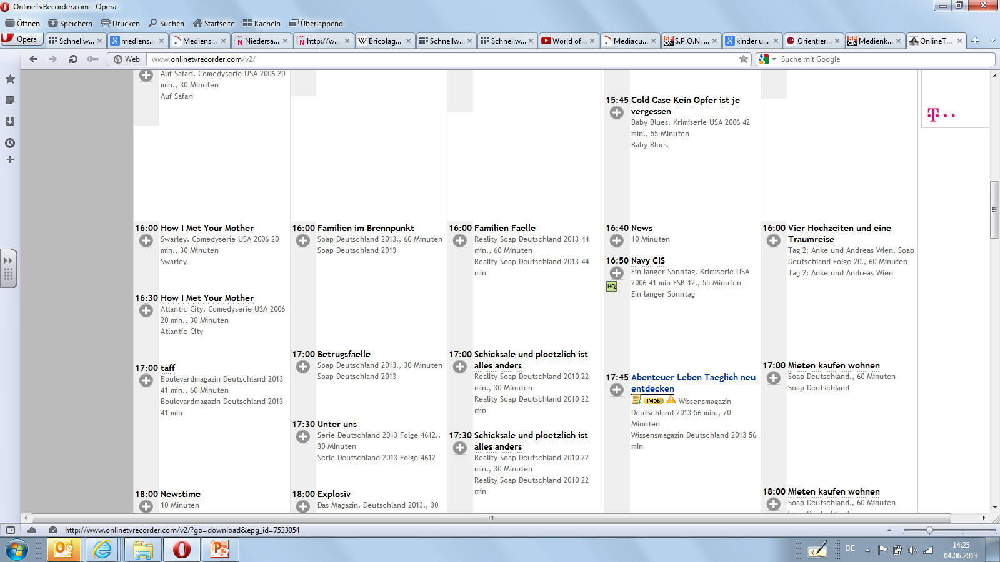 OnlineTvRecorder.com - Opera
Öffnen Speichern Drucken Suchen Startseite Kacheln Überlappend
Opera Schnellw... mediens... Mediens... Niedersä... http://w... Bricolag... Schnellw... Schnellw... World of... Mediacu... S.P.O.N. ... kinder u... Orientier... Medienk... OnlineT...
Web www.onlinetvrecorder.com/v2/ Suche mit Google
Auf Safari. Comedyserie USA 2006 20
min., 30 Minuten
Auf Safari
16:00 How I Met Your Mother
Swarley. Comedyserie USA 2006 20
min., 30 Minuten
Swarley
16:30 How I Met Your Mother
Atlantic City. Comedyserie USA 2006
20 min., 30 Minuten
Atlantic City
17:00 taff
Boulevardmagazin Deutschland 2013
41 min., 60 Minuten
Boulevardmagazin Deutschland 2013
41 min
18:00 Newstime
10 Minuten
16:00 Familien im Brennpunkt
Soap Deutschland 2013., 60 Minuten
Soap Deutschland 2013
17:00 Betrugsfaelle
Soap Deutschland 2013., 30 Minuten
Soap Deutschland 2013
17:30 Unter uns
Serie Deutschland 2013 Folge 4612.,
30 Minuten
Serie Deutschland 2013 Folge 4612
18:00 Explosiv
Das Magazin. Deutschland 2013., 30
16:00 Familien Faelle
Reality Soap Deutschland 2013 44
min., 60 Minuten
Reality Soap Deutschland 2013 44
min
17:00 Schicksale und ploetzlich ist
alles anders
Reality Soap Deutschland 2010 22
min., 30 Minuten
Reality Soap Deutschland 2010 22
min
17:30 Schicksale und ploetzlich ist
alles anders
Reality Soap Deutschland 2010 22
min., 30 Minuten
Reality Soap Deutschland 2010 22
min
15:45 Cold Case Kein Opfer ist je
vergessen
Baby Blues. Krimiserie USA 2006 42
min., 55 Minuten
Baby Blues
16:40 News
10 Minuten
16:50 Navy CIS
Ein langer Sonntag. Krimiserie USA
HQ 2006 41 min FSK 12., 55 Minuten
Ein langer Sonntag
17:45 Abenteuer Leben Taeglich neu
entdecken
IMDb Wissensmagazin
Deutschland 2013 56 min., 70
Minuten
Wissensmagazin Deutschland 2013 56
min
16:00 Vier Hochzeiten und eine
Traumreise
Tag 2: Anke und Andreas Wien. Soap
Deutschland Folge 20., 60 Minuten
Tag 2: Anke und Andreas Wien
17:00 Mieten kaufen wohnen
Soap Deutschland., 60 Minuten
Soap Deutschland
18:00 Mieten kaufen wohnen
Soap Deutschland., 60 Minuten
T
http://www.onlinetvrecorder.com/v2/?go=download&epg_id=7533054
DE
14:25
04.06.2013